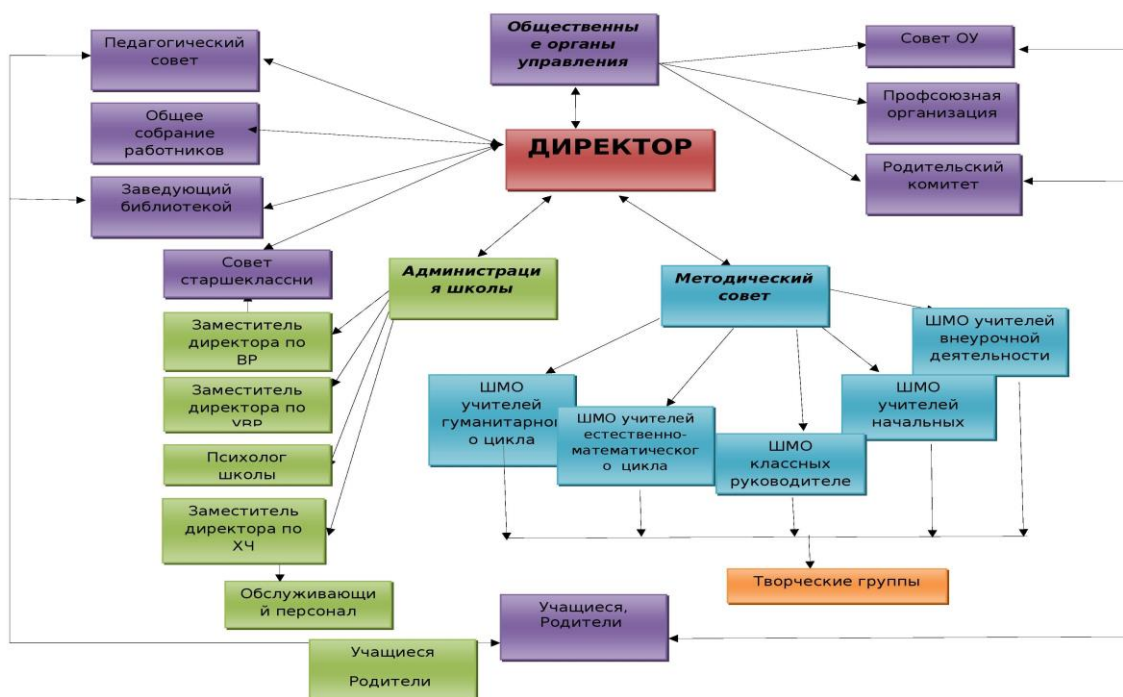 Общественны
е органы
управления
Педагогический
совет
Совет ОУ
Общее
собрание
работников
Профсоюзная
организация
ДИРЕКТОР
Заведующий
библиотекой
Родительский
комитет
Совет
старшеклассни
Администраци
я школы
Методический
совет
Заместитель
директора по
ВР
Заместитель
директора по
УВР
Психолог
школы
Заместитель
директора по
ХЧ
Обслуживающи
й персонал
ШМО
учителей
гуманитарног
о цикла
ШМО учителей
естественно-
математическог
о цикла
ШМО
классных
руководителе
ШМО
учителей
начальных
ШМО учителей
внеурочной
деятельности
Творческие группы
Учащиеся,
Родители
Учащиеся
Родители